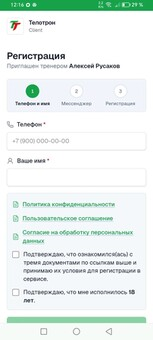 12:16
29 %
Телотрон
Client
Регистрация
Приглашен тренером Алексей Русаков
1
2
3
Телефон и имя
Мессенджер
Регистрация
Телефон *
+7 (900) 000-00-00
Ваше имя *
Политика конфиденциальности
Пользовательское соглашение
Согласие на обработку персональных
данных
Подтверждаю, что ознакомился(ась) с
тремя документами по ссылкам выше и
принимаю их условия для регистрации в
сервисе.
Подтверждаю, что мне исполнилось 18
лет.